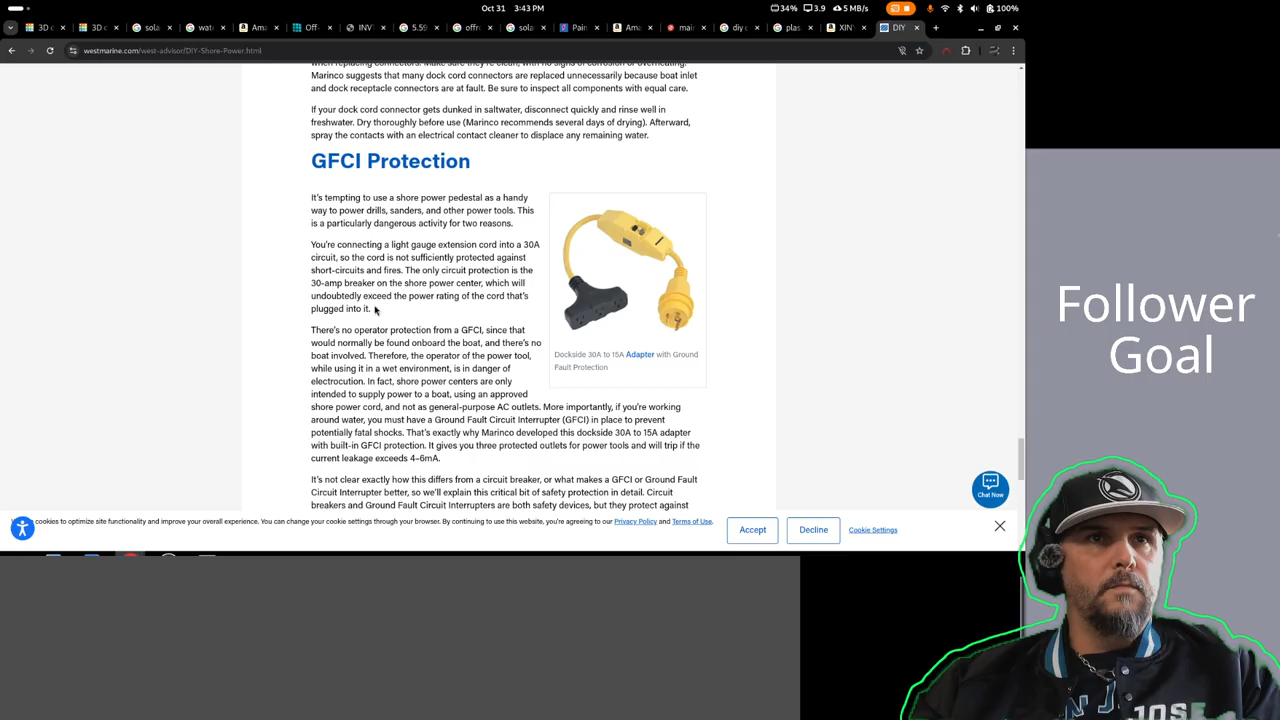 Oct 31 3:43 PM
34% 3.9 5 MB/s 100%
3D c 3D c sola wate Ama Off- INV 5.59 offro sola Pain Ama mari diy c plas XIN DIY
westmarine.com/west-advisor/DIY-Shore-Power.html
Marinco suggests that many dock cord connectors are replaced unnecessarily because boat inlet
and dock receptacle connectors are at fault. Be sure to inspect all components with equal care.
If your dock cord connector gets dunked in saltwater, disconnect quickly and rinse well in
freshwater. Dry thoroughly before use (Marinco recommends several days of drying). Afterward,
spray the contacts with an electrical contact cleaner to displace any remaining water.
GFCI Protection
It's tempting to use a shore power pedestal as a handy
way to power drills, sanders, and other power tools. This
is a particularly dangerous activity for two reasons.
You're connecting a light gauge extension cord into a 30A
circuit, so the cord is not sufficiently protected against
short-circuits and fires. The only circuit protection is the
30-amp breaker on the shore power center, which will
undoubtedly exceed the power rating of the cord that's
plugged into it.
There's no operator protection from a GFCI, since that
would normally be found onboard the boat, and there's no
boat involved. Therefore, the operator of the power tool,
while using it in a wet environment, is in danger of
electrocution. In fact, shore power centers are only
intended to supply power to a boat, using an approved
shore power cord, and not as general-purpose AC outlets. More importantly, if you're working
around water, you must have a Ground Fault Circuit Interrupter (GFCI) in place to prevent
potentially fatal shocks. That's exactly why Marinco developed this dockside 30A to 15A adapter
with built-in GFCI protection. It gives you three protected outlets for power tools and will trip if the
current leakage exceeds 4–6mA.
Dockside 30A to 15A Adapter with Ground
Fault Protection
It's not clear exactly how this differs from a circuit breaker, or what makes a GFCI or Ground Fault
Circuit Interrupter better, so we'll explain this critical bit of safety protection in detail. Circuit
breakers and Ground Fault Circuit Interrupters are both safety devices, but they protect against
Chat Now
cookies to optimize site functionality and improve your overall experience. You can change your cookie settings through your browser. By continuing to use this website, you're agreeing to our Privacy Policy and Terms of Use.
Accept
Decline
Cookie Settings
Follower
Goal
JOSE